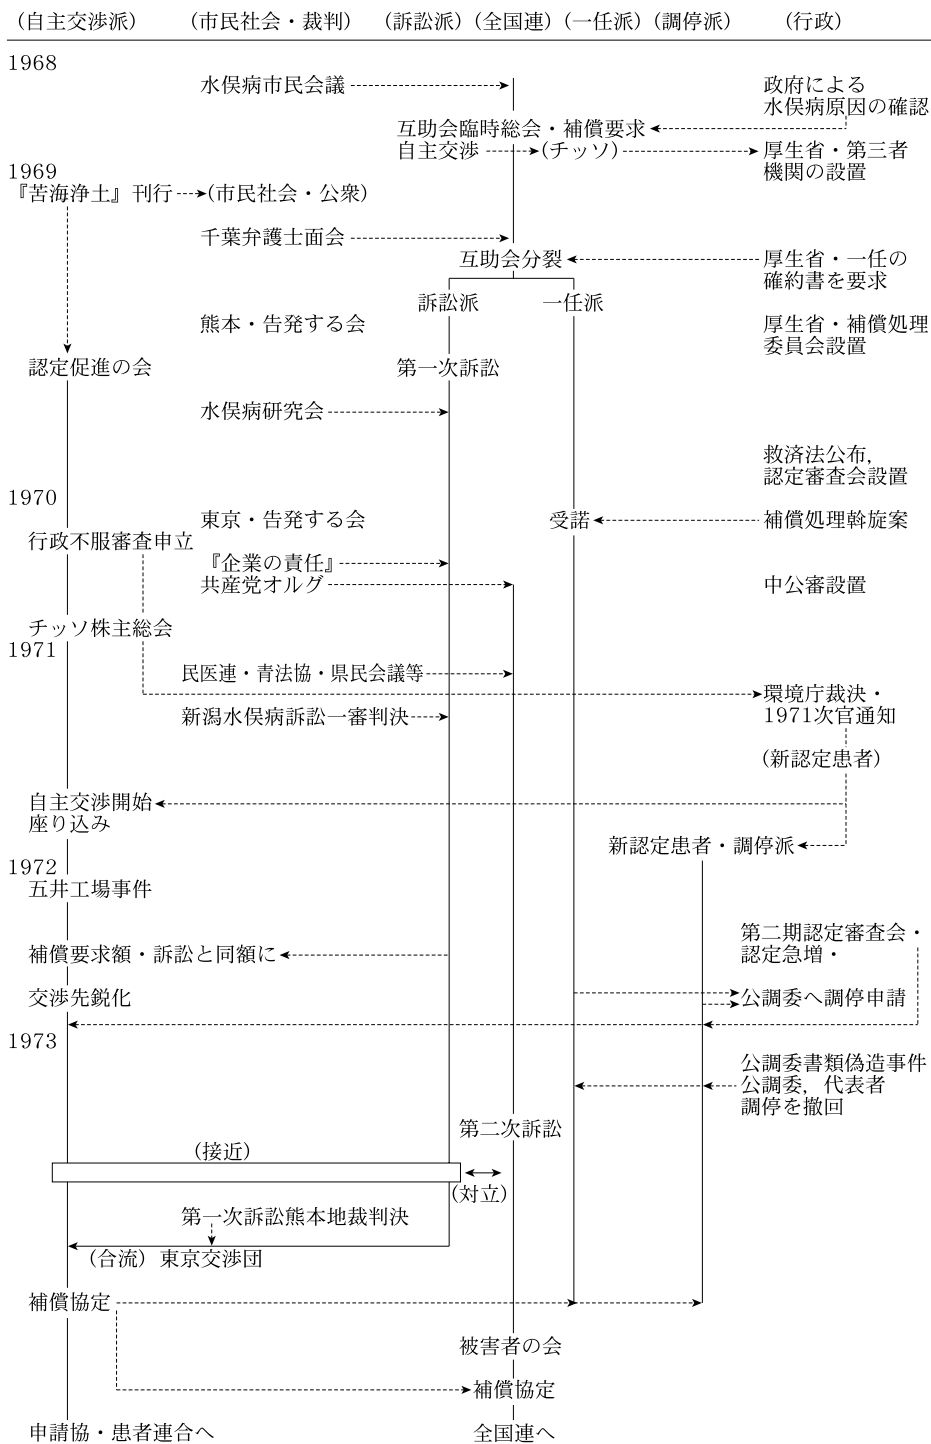 （自主交渉派）　（市民社会・裁判）　（訴訟派）（全国連）（一任派）（調停派）　（行政）
1968
水俣病市民会議　政府による
水俣病原因の確認
互助会臨時総会・補償要求
自主交渉　（チッソ）　厚生省・第三者
機関の設置
1969
『苦海浄土』刊行　（市民社会・公衆）
千葉弁護士面会
互助会分裂　厚生省・一任の
確約書を要求
訴訟派　一任派
熊本・告発する会　厚生省・補償処理
委員会設置
認定促進の会　第一次訴訟
水俣病研究会
救済法公布，
認定審査会設置
1970
東京・告発する会　受諾　補償処理斡旋案
行政不服審査申立
『企業の責任』
共産党オルグ　中公審設置
チッソ株主総会
1971
民医連・青法協・県民会議等
環境庁裁決・
新潟水俣病訴訟一審判決　1971次官通知
（新認定患者）
自主交渉開始
座り込み
新認定患者・調停派
1972
五井工場事件
第二期認定審査会・
補償要求額・訴訟と同額に　認定急増・
交渉先鋭化　公調委へ調停申請
1973
公調委書類偽造事件
公調委，代表者
調停を撤回
第二次訴訟
（接近）
（対立）
第一次訴訟熊本地裁判決
（合流）東京交渉団
補償協定
被害者の会
補償協定
申請協・患者連合へ　全国連へ